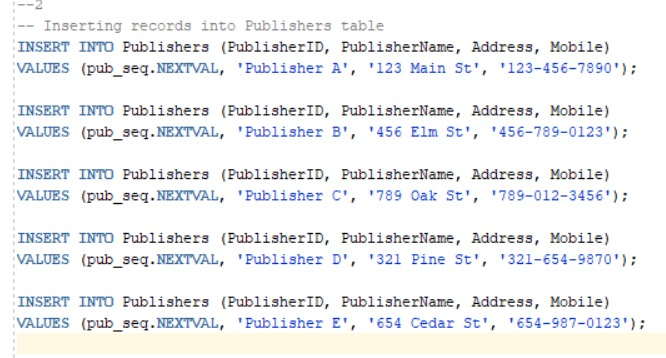 --2
-- Inserting records into Publishers table
INSERT INTO Publishers (PublisherID, PublisherName, Address, Mobile)
VALUES (pub_seq.NEXTVAL, 'Publisher A', '123 Main St', '123-456-7890');
INSERT INTO Publishers (PublisherID, PublisherName, Address, Mobile)
VALUES (pub_seq.NEXTVAL, 'Publisher B', '456 Elm St', '456-789-0123');
INSERT INTO Publishers (PublisherID, PublisherName, Address, Mobile)
VALUES (pub_seq.NEXTVAL, 'Publisher C', '789 Oak St', '789-012-3456');
INSERT INTO Publishers (PublisherID, PublisherName, Address, Mobile)
VALUES (pub_seq.NEXTVAL, 'Publisher D', '321 Pine St', '321-654-9870');
INSERT INTO Publishers (PublisherID, PublisherName, Address, Mobile)
VALUES (pub_seq.NEXTVAL, 'Publisher E', '654 Cedar St', '654-987-0123');